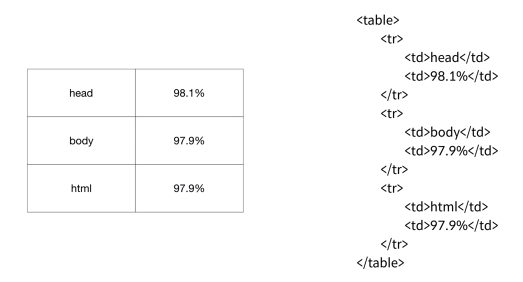 head 98.1%
body 97.9%
html 97.9%
<table>
<tr>
<td>head</td>
<td>98.1%</td>
</tr>
<tr>
<td>body</td>
<td>97.9%</td>
</tr>
<tr>
<td>html</td>
<td>97.9%</td>
</tr>
</table>